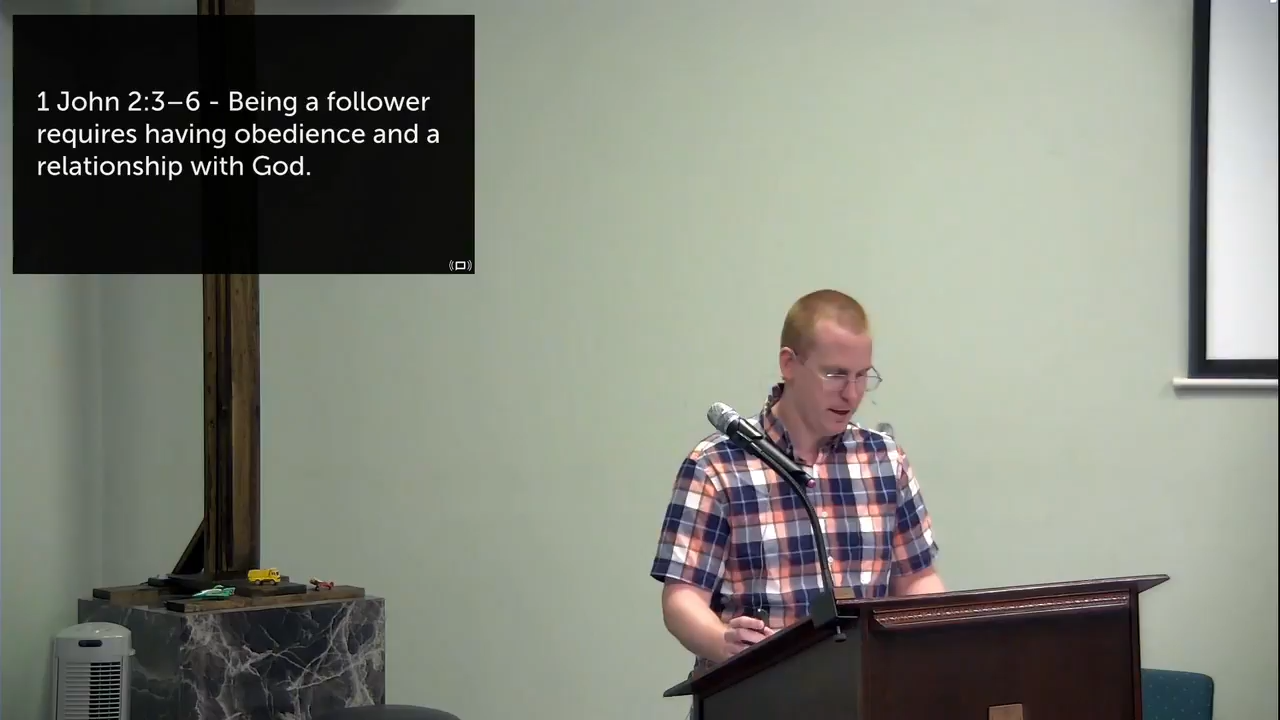 1 John 2:3–6 - Being a follower
requires having obedience and a
relationship with God.